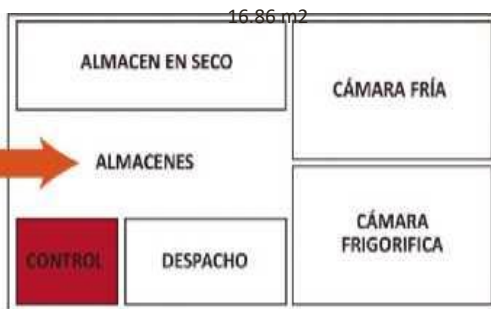 16.86 m2
ALMACEN EN SECO
CÁMARA FRÍA
ALMACENES
CONTROL
DESPACHO
CÁMARA
FRIGORIFICA